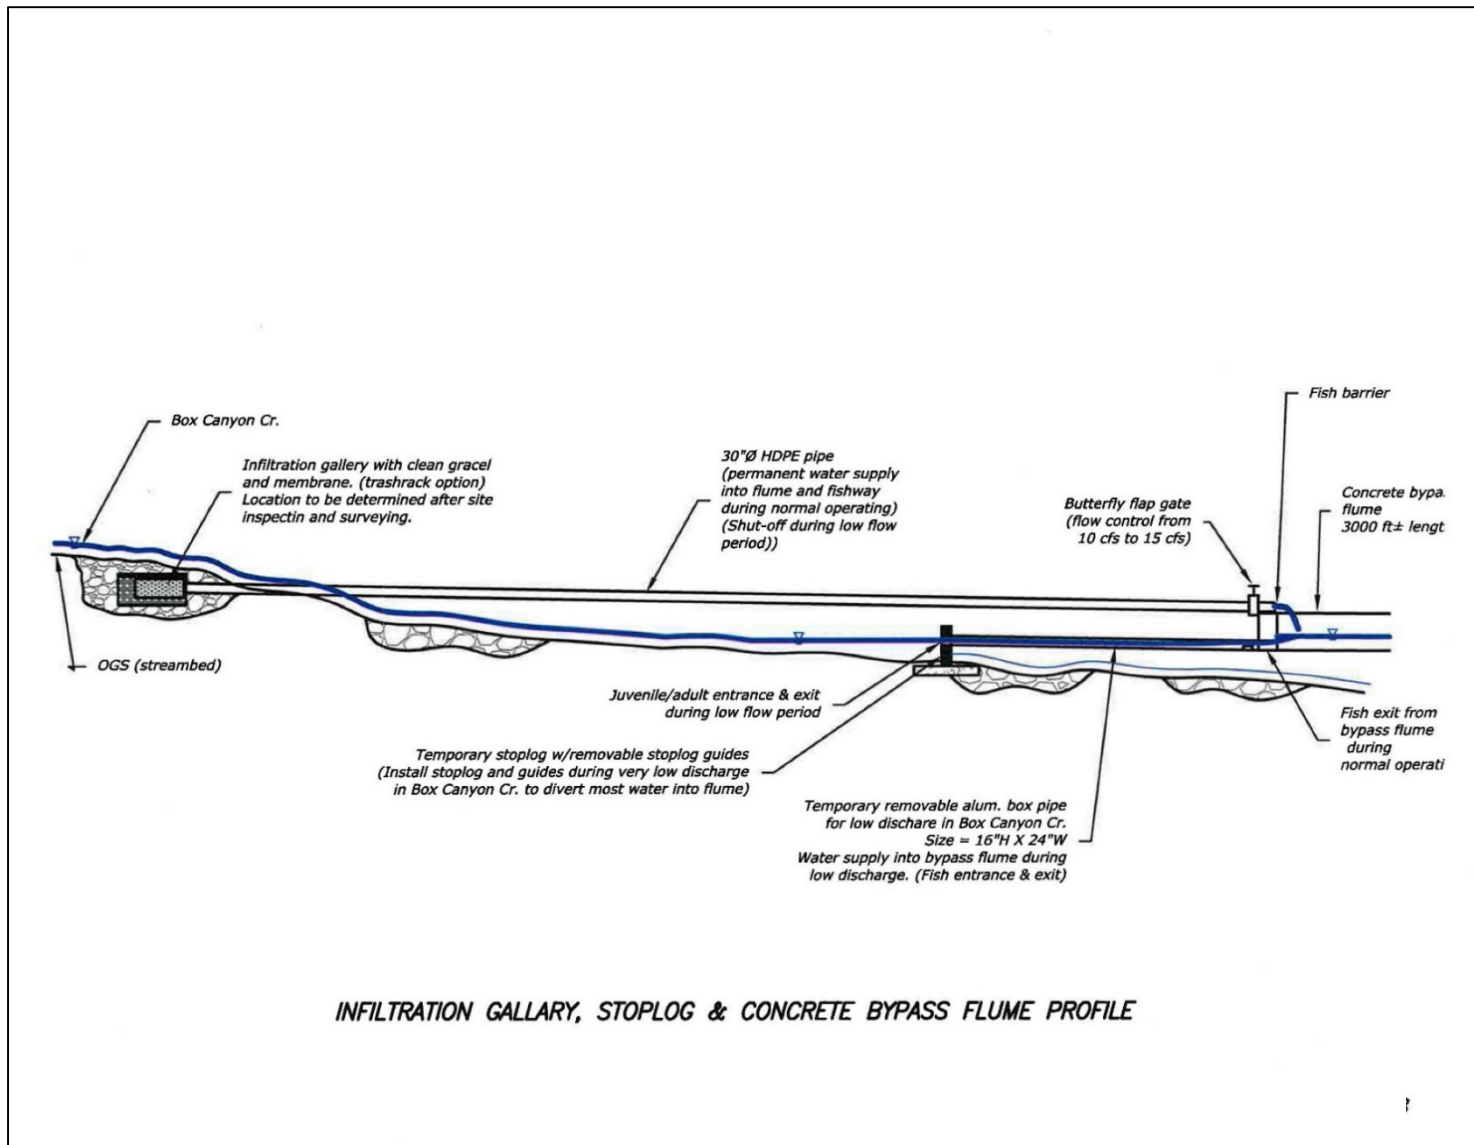 Fish barrier
Box Canyon Cr.
Infiltration gallery with clean gracel
and membrane. (trashrack option)
Location to be determined after site
inspectin and surveying.
30"Ø HDPE pipe
(permanent water supply
into flume and fishway
during normal operating)
(Shut-off during low flow
period))
Butterfly flap gate
(flow control from
10 cfs to 15 cfs)
Concrete bypa
flume
3000 ft± lengt
OGS (streambed)
Juvenile/adult entrance & exit
during low flow period
Temporary stoplog w/removable stoplog guides
(Install stoplog and guides during very low discharge
in Box Canyon Cr. to divert most water into flume)
Temporary removable alum. box pipe
for low dischare in Box Canyon Cr.
Size = 16"H X 24"W
Water supply into bypass flume during
low discharge. (Fish entrance & exit)
Fish exit from
bypass flume
during
normal operati
INFILTRATION GALLARY, STOPLOG & CONCRETE BYPASS FLUME PROFILE